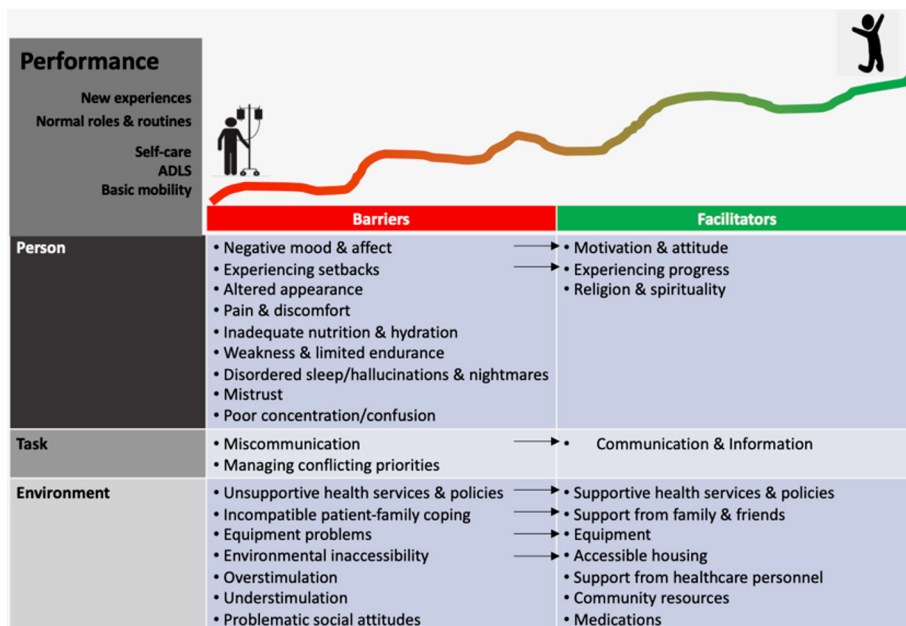 Performance
New experiences
Normal roles & routines
Self-care
ADLS
Basic mobility
Barriers
Facilitators
Person
• Negative mood & affect
• Experiencing setbacks
• Altered appearance
• Pain & discomfort
• Inadequate nutrition & hydration
• Weakness & limited endurance
• Disordered sleep/hallucinations & nightmares
• Mistrust
• Poor concentration/confusion
• Motivation & attitude
• Experiencing progress
• Religion & spirituality
Task
• Miscommunication
• Managing conflicting priorities
• Communication & Information
Environment
• Unsupportive health services & policies
• Incompatible patient-family coping
• Equipment problems
• Environmental inaccessibility
• Overstimulation
• Understimulation
• Problematic social attitudes
• Supportive health services & policies
• Support from family & friends
• Equipment
• Accessible housing
• Support from healthcare personnel
• Community resources
• Medications